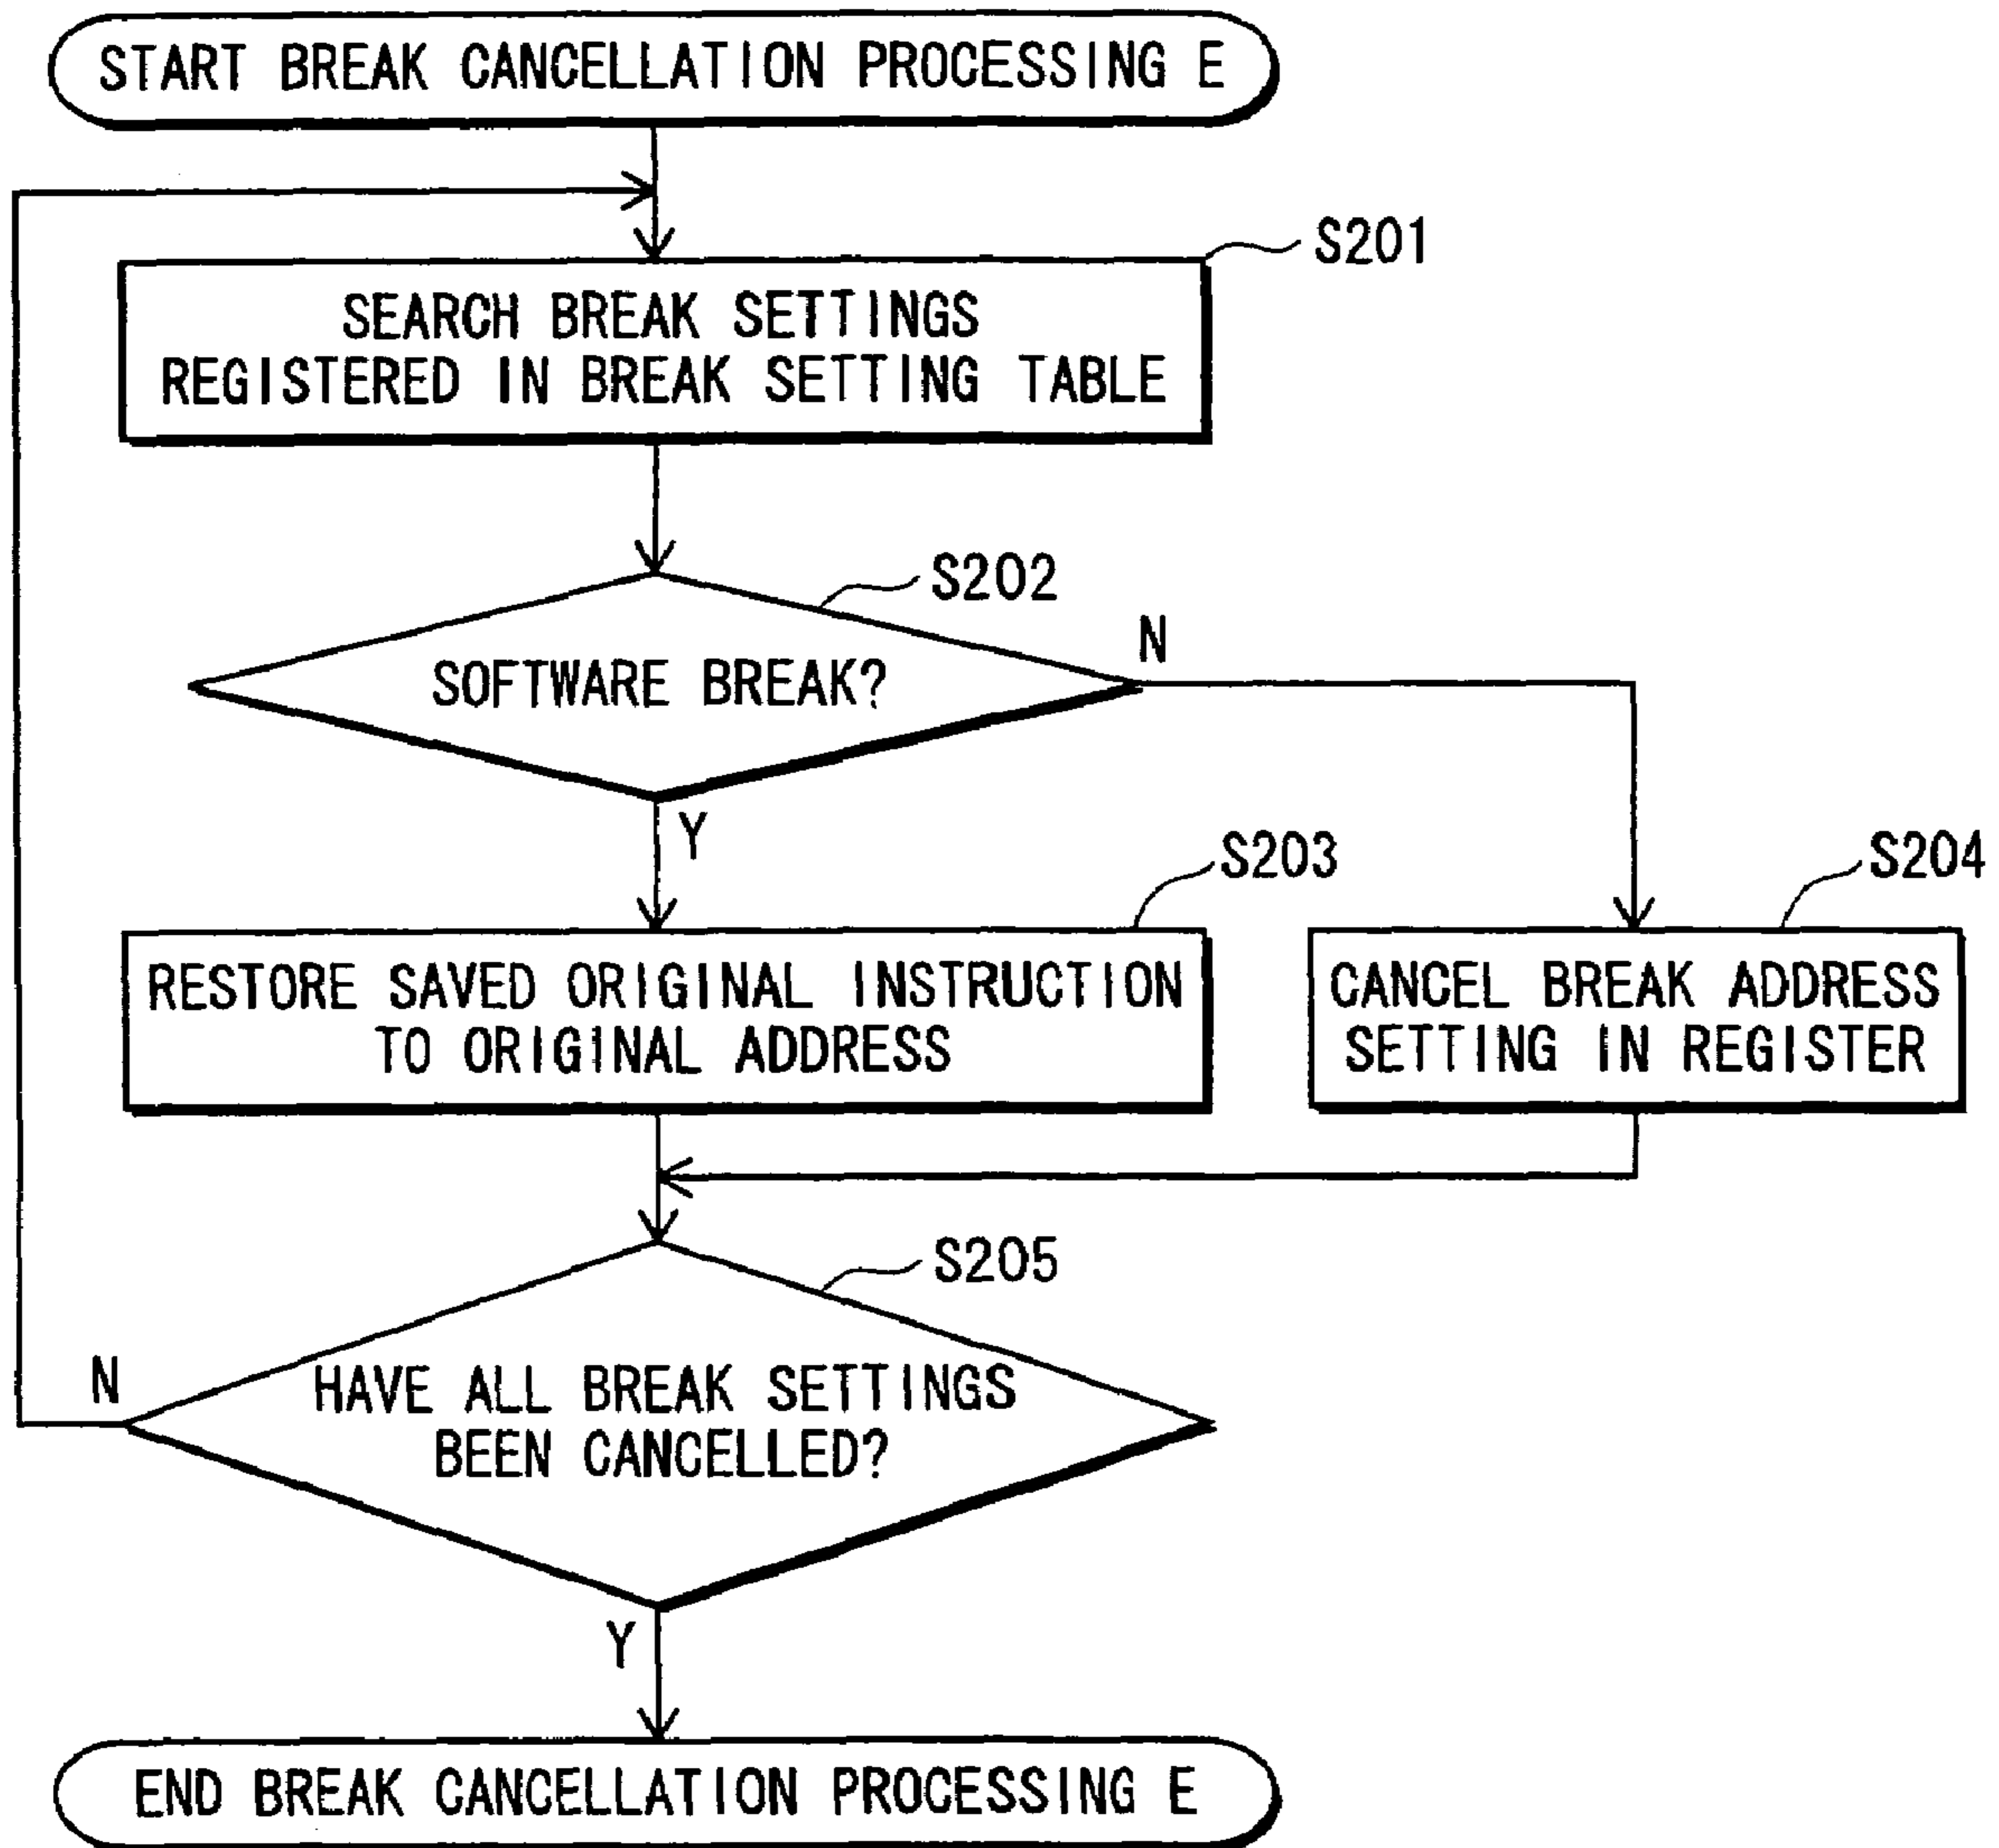 START BREAK CANCELLATION PROCESSING E
S201
SEARCH BREAK SETTINGS
REGISTERED IN BREAK SETTING TABLE
S202
SOFTWARE BREAK?
N
Y
S203
RESTORE SAVED ORIGINAL INSTRUCTION
TO ORIGINAL ADDRESS
S204
CANCEL BREAK ADDRESS
SETTING IN REGISTER
S205
HAVE ALL BREAK SETTINGS
BEEN CANCELLED?
N
Y
END BREAK CANCELLATION PROCESSING E